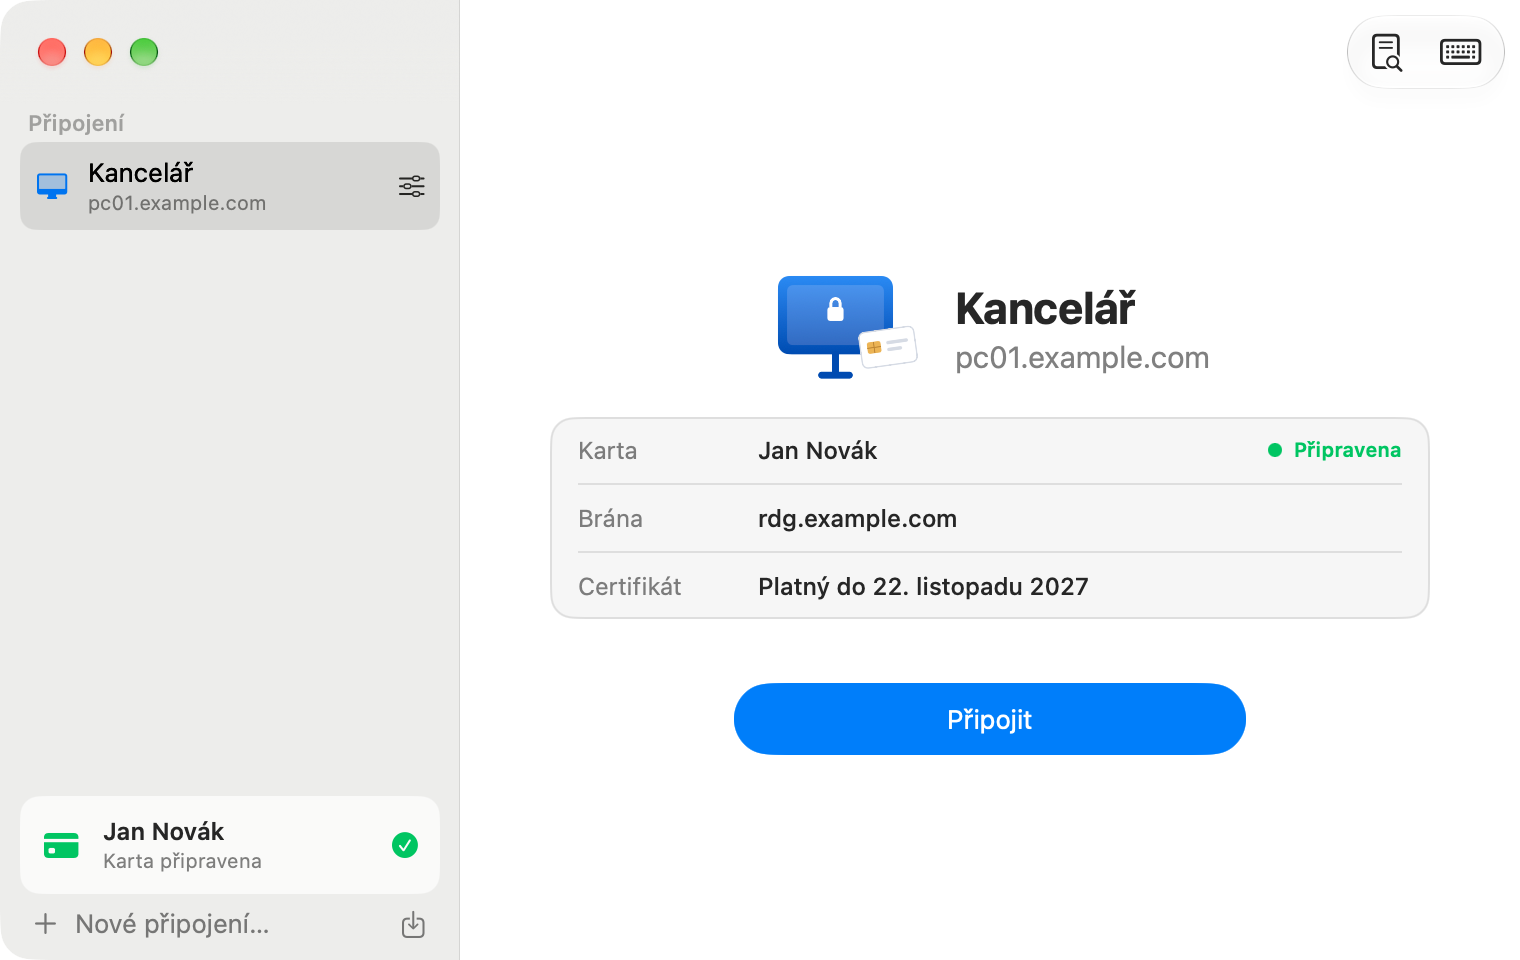 Připojení
Kancelář
pc01.example.com
Kancelář
pc01.example.com
Karta Jan Novák Připravena
Brána rdg.example.com
Certifikát Platný do 22. listopadu 2027
Připojit
Jan Novák
Karta připravena
Nové připojení...